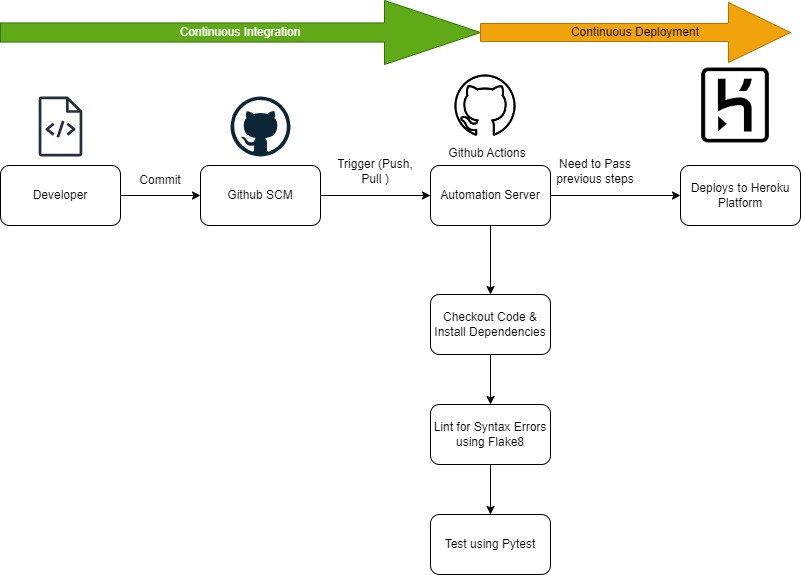 Continuous Integration
Continuous Deployment
</>
Github Actions
Developer
Commit
Github SCM
Trigger (Push,
Pull )
Automation Server
Need to Pass
previous steps
Deploys to Heroku
Platform
Checkout Code &
Install Dependencies
Lint for Syntax Errors
using Flake8
Test using Pytest